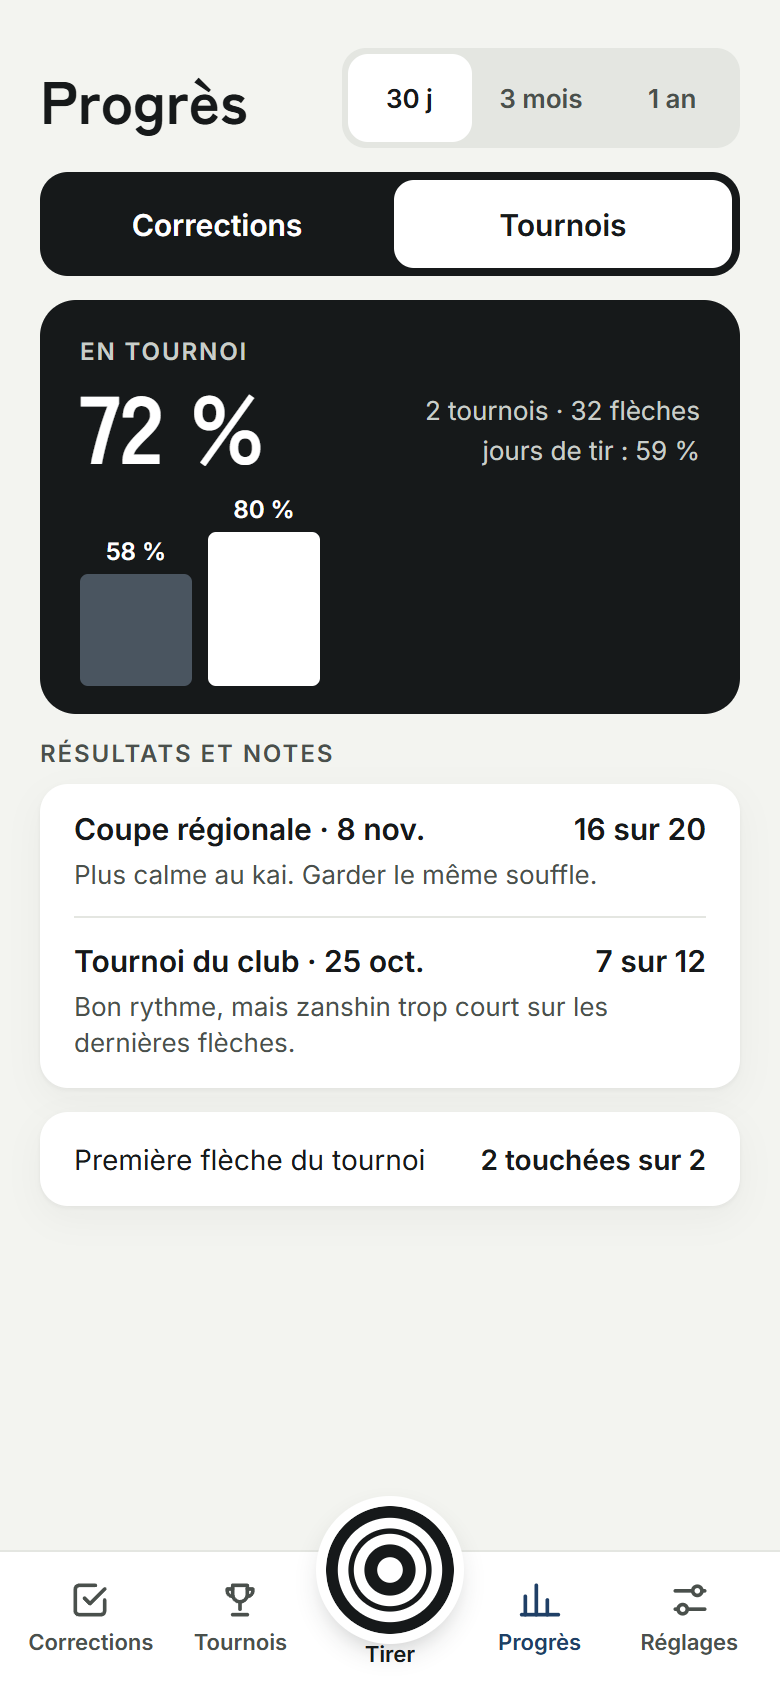 Progrès
30 j
3 mois
1 an
Corrections
Tournois
EN TOURNOI
72 %
2 tournois · 32 flèches
jours de tir : 59 %
58 %
80 %
RÉSULTATS ET NOTES
Coupe régionale · 8 nov.
16 sur 20
Plus calme au kai. Garder le même souffle.
Tournoi du club · 25 oct.
7 sur 12
Bon rythme, mais zanshin trop court sur les
dernières flèches.
Première flèche du tournoi
2 touchées sur 2
Corrections
Tournois
Tirer
Progrès
Réglages